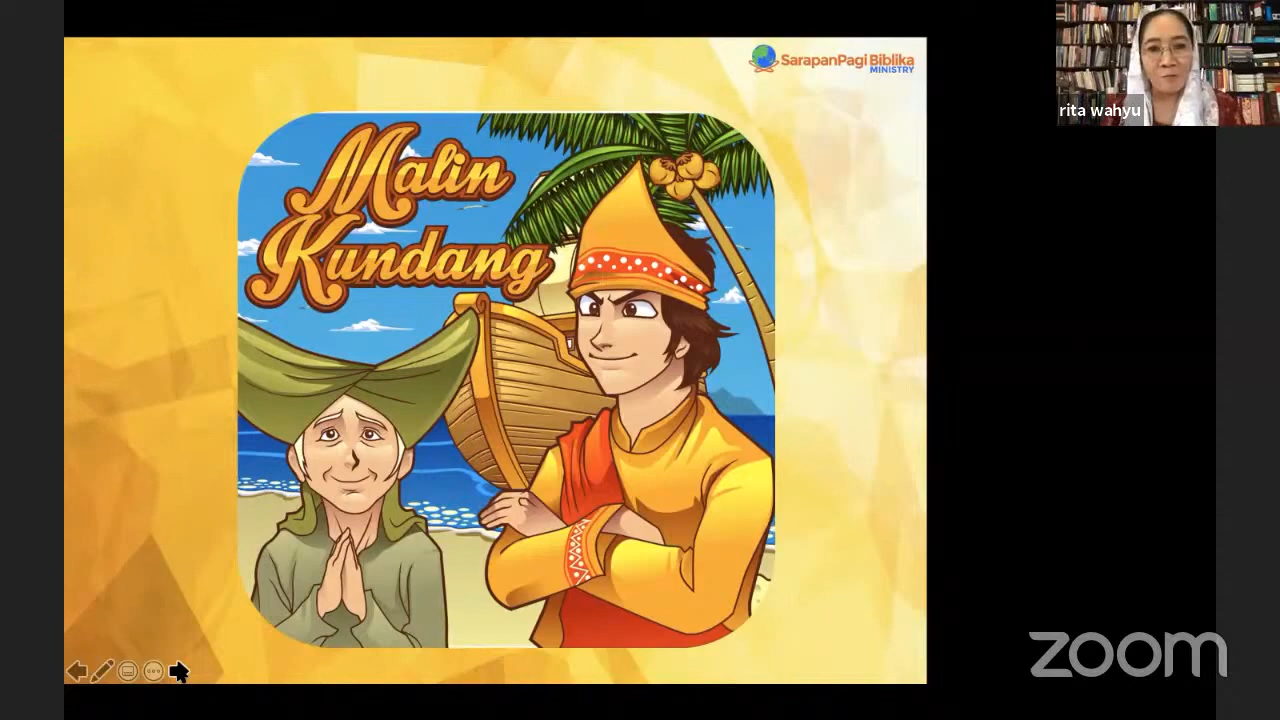 SarapanPagi Biblika
MINISTRY
rita wahyu
Malin
Kundang
zoom